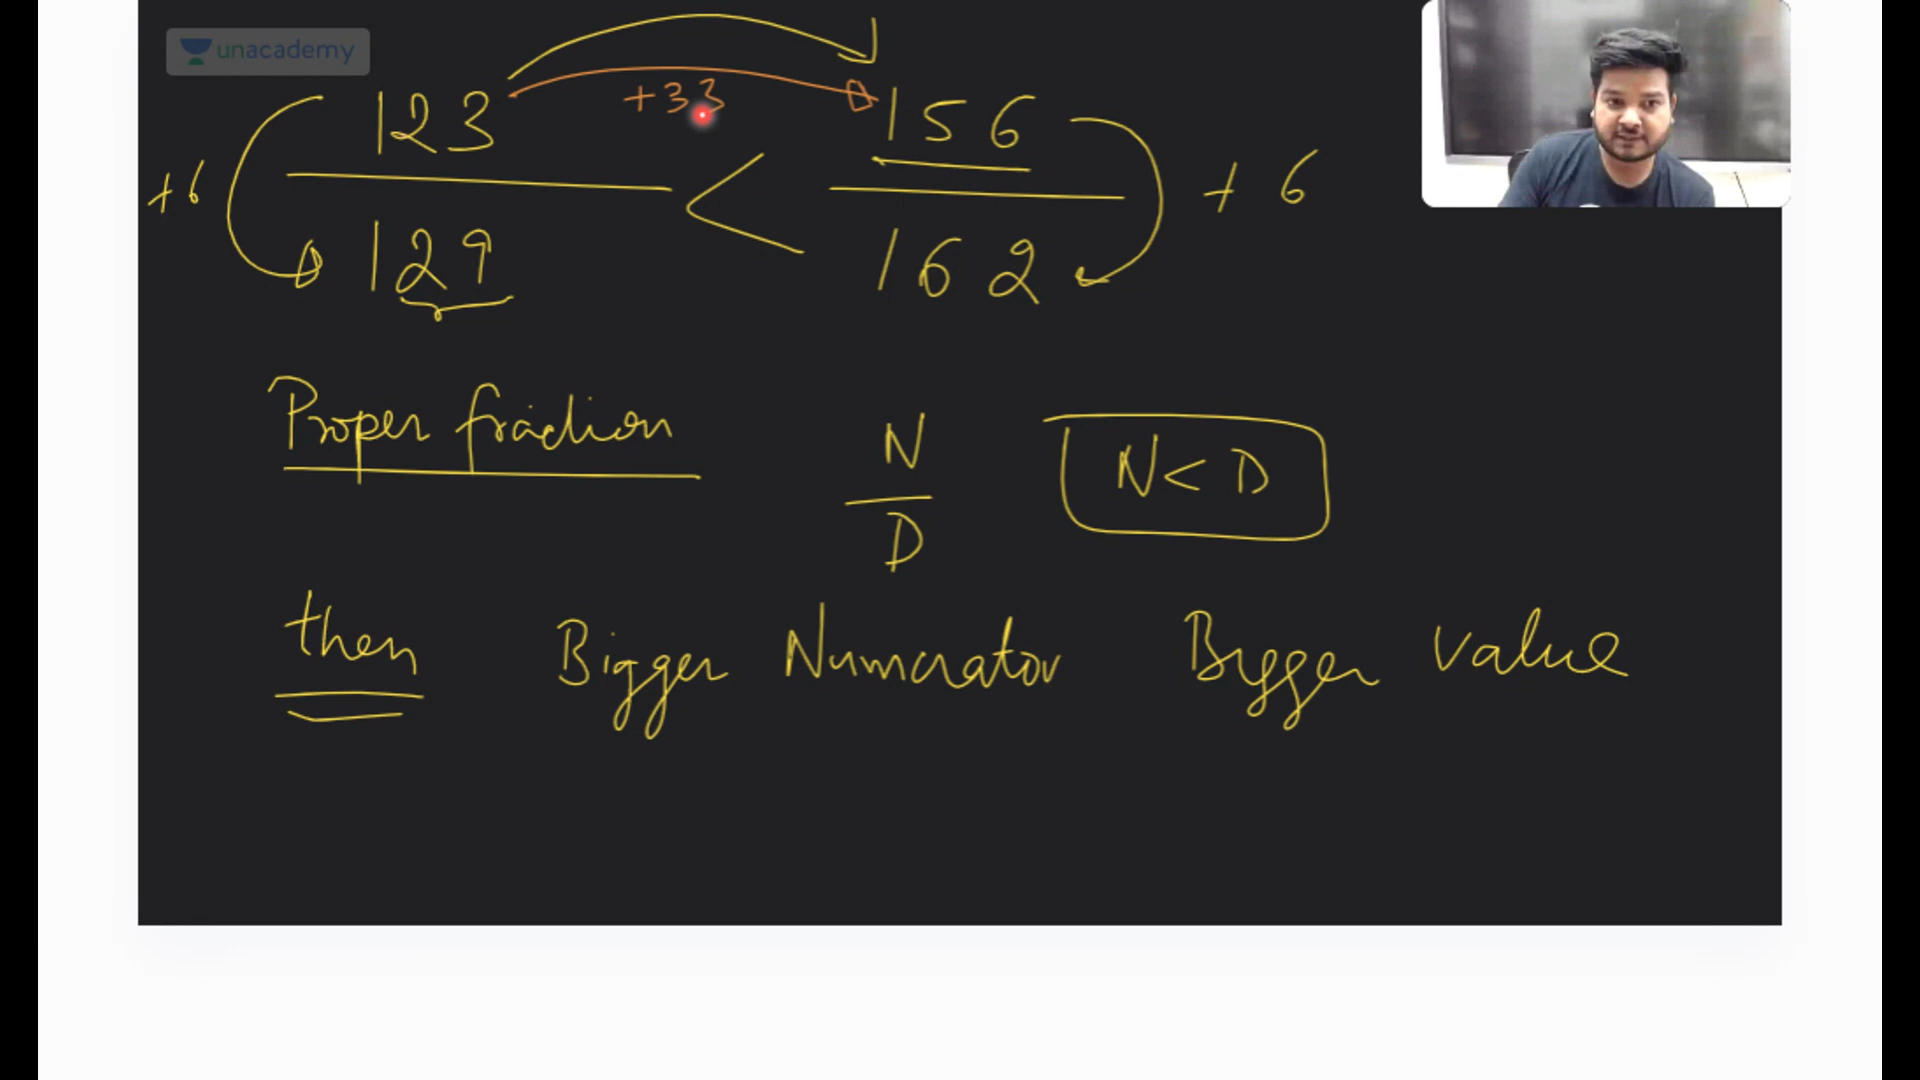 unacademy
+33
123 < 156
+6 +6
129 162
Proper fraction N N < D
D
then Bigger Numerator Bigger value